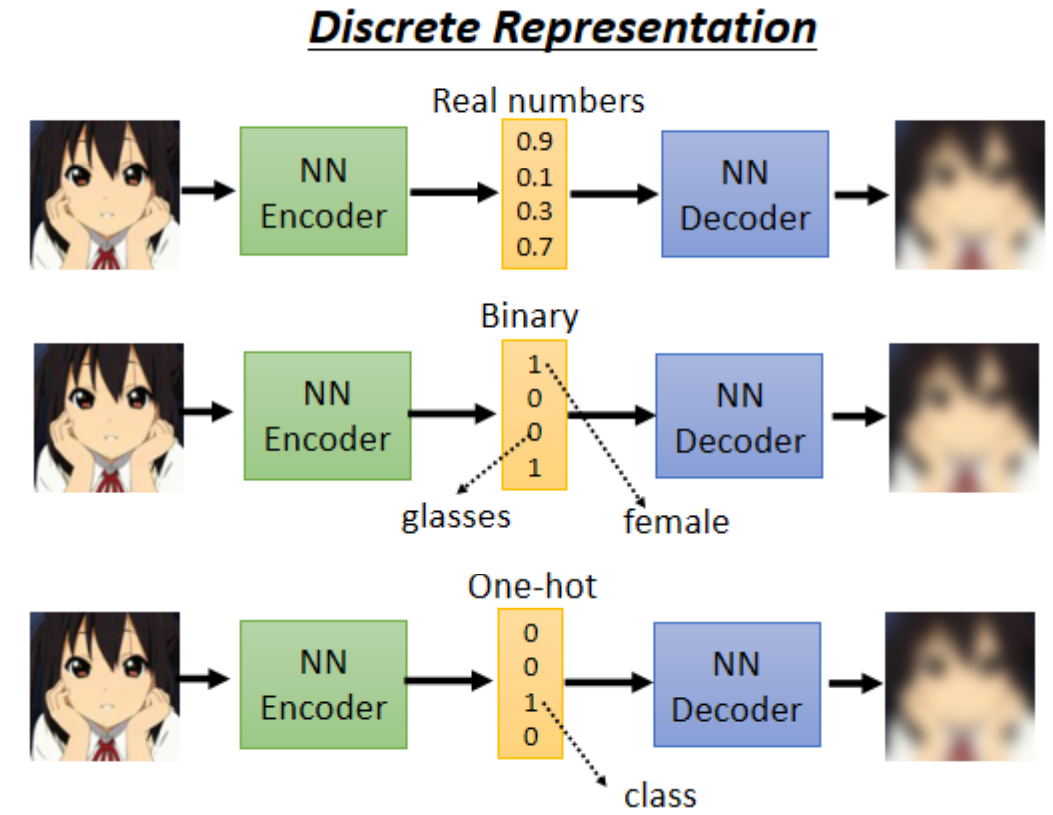 Discrete Representation
Real numbers
NN
Encoder
0.9
0.1
0.3
0.7
NN
Decoder
Binary
NN
Encoder
1
0
0
1
NN
Decoder
glasses
female
One-hot
NN
Encoder
0
0
1
0
NN
Decoder
class